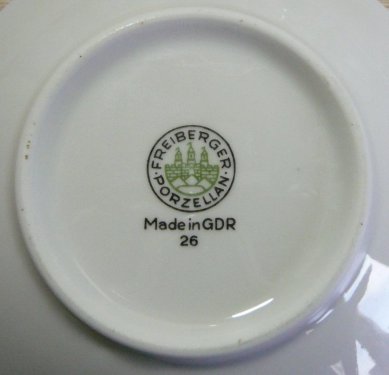 FREIBERGER
PORZELLAN
Made in GDR
26